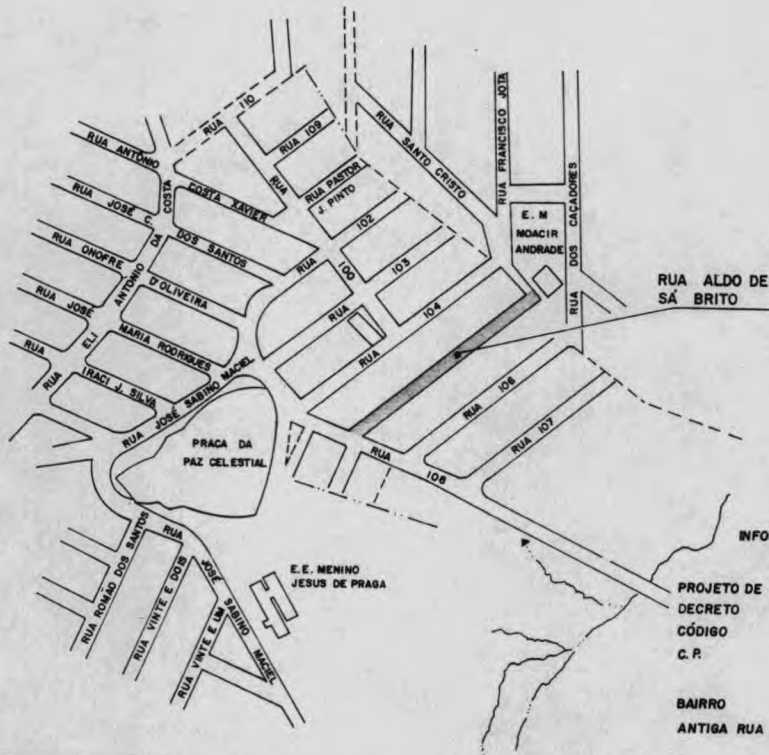 RUA 110
RUA 109
RUA PASTOR
J. PINTO
RUA 100
102
103
RUA
RUA 104
RUA SANTO CRISTO
RUA FRANCISCO JOTA
RUA DOS CAÇADORES
E. M
MOACIR
ANDRADE
RUA ALDO DE
SÁ BRITO
RUA ANTÔNIO
COSTA XAVIER
RUA JOSÉ C.
DOS SANTOS
RUA ONOFRE
D'OLIVEIRA
RUA JOSÉ
MARIA RODRIGUES
RUA
IRACI J. SILVA
RUA ELI ANTÔNIO DA COSTA
RUA JOSÉ SABINO MACIEL
PRAÇA DA
PAZ CELESTIAL
RUA 106
RUA 107
RUA 108
RUA ROMÃO DOS SANTOS
RUA VINTE E DOIS
RUA VINTE E UM
RUA JOSÉ SABINO MACIEL
E.E. MENINO
JESUS DE PRAGA
INFO
PROJETO DE
DECRETO
CÓDIGO
C. P.
BAIRRO
ANTIGA RUA